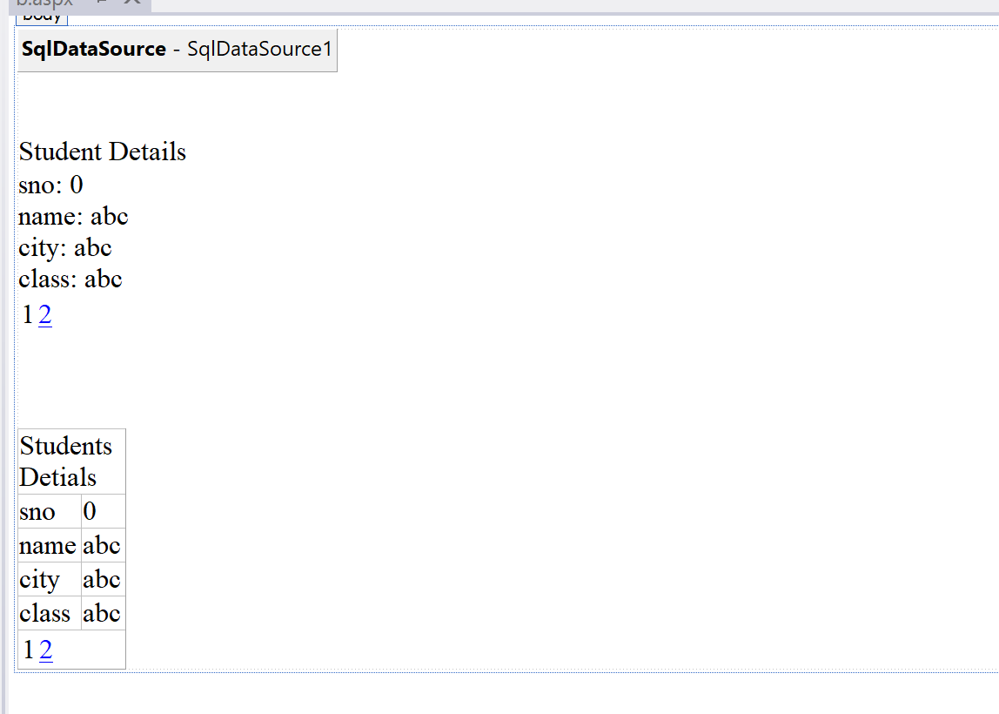 b.aspx
body
SqlDataSource - SqlDataSource1
Student Details
sno: 0
name: abc
city: abc
class: abc
1 2
Students
Detials
sno 0
name abc
city abc
class abc
1 2